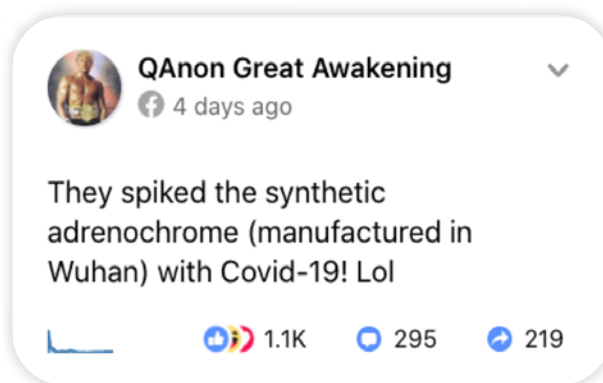 QAnon Great Awakening
4 days ago
They spiked the synthetic
adrenochrome (manufactured in
Wuhan) with Covid-19! Lol
1.1K 295 219